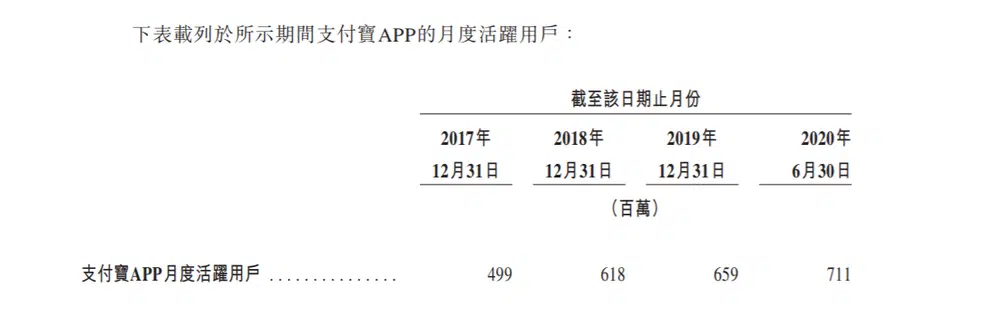 下表載列於所示期間支付寶APP的月度活躍用戶：
截至該日期止月份
2017年 2018年 2019年 2020年
12月31日 12月31日 12月31日 6月30日
（百萬）
支付寶APP月度活躍用戶 ............... 499 618 659 711